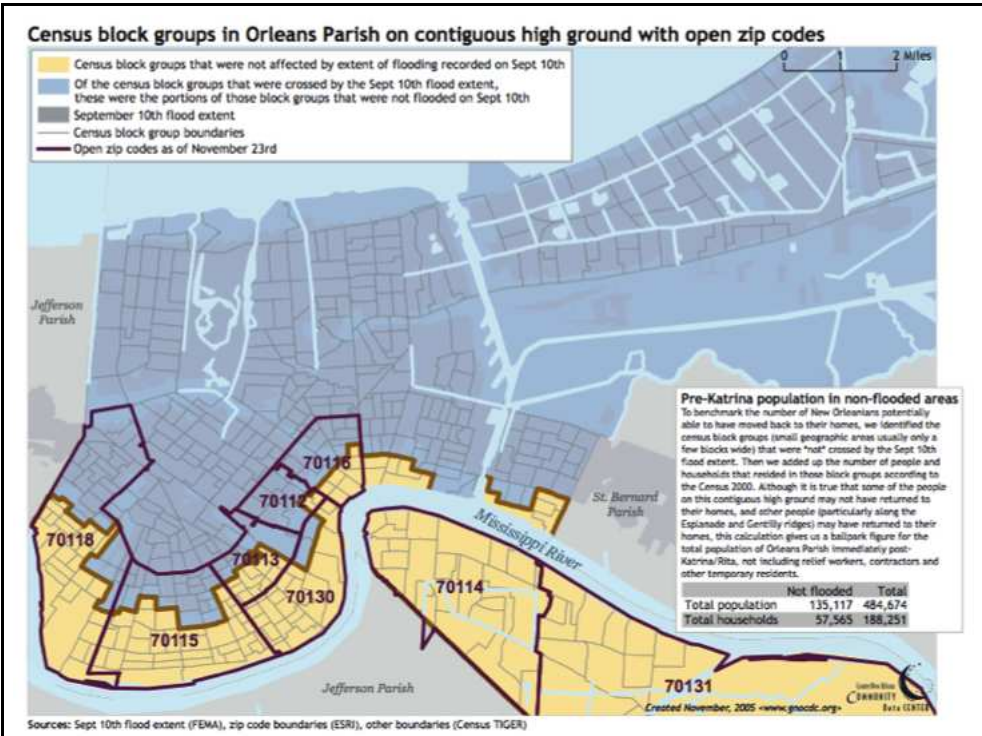 Census block groups in Orleans Parish on contiguous high ground with open zip codes
Census block groups that were not affected by extent of flooding recorded on Sept 10th
Of the census block groups that were crossed by the Sept 10th flood extent,
these were the portions of those block groups that were not flooded on Sept 10th
September 10th flood extent
Census block group boundaries
Open zip codes as of November 23rd
0 1 2 Miles
Jefferson
Parish
Pre-Katrina population in non-flooded areas
To benchmark the number of New Orleanians potentially
able to have moved back to their homes, we identified the
census block groups (small geographic areas usually only a
few blocks wide) that were *not* crossed by the Sept 10th
flood extent. Then we added up the number of people and
households that resided in those block groups according to
the Census 2000. Although it is true that some of the people
on this contiguous high ground may not have returned to
their homes, and other people (particularly along the
Esplanade and Gentilly ridges) may have returned to their
homes, this calculation gives us a ballpark figure for the
total population of Orleans Parish immediately post-
Katrina/Rita, not including relief workers, contractors and
other temporary residents.
Not flooded Total
Total population 135,117 484,674
Total households 57,565 188,251
70116
70112
St. Bernard
Parish
Mississippi River
70118
70113
70130
70114
70115
70131
Jefferson Parish
Created November, 2005 <www.gnocdc.org>
Greater New Orleans
COMMUNITY
Data CENTER
Sources: Sept 10th flood extent (FEMA), zip code boundaries (ESRI), other boundaries (Census TIGER)